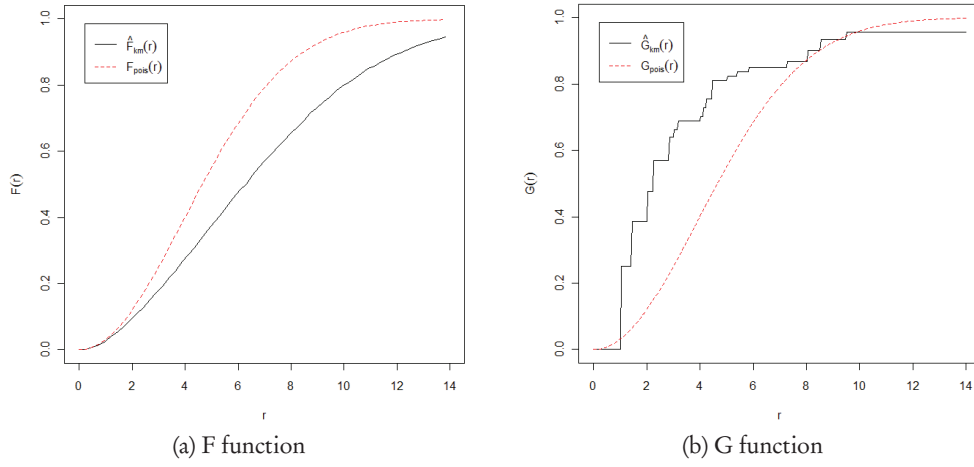 F̂km(r)
Fpois(r)
F(r)
1.0
0.8
0.6
0.4
0.2
0.0
0 2 4 6 8 10 12 14
r
(a) F function
Ĝkm(r)
Gpois(r)
G(r)
1.0
0.8
0.6
0.4
0.2
0.0
0 2 4 6 8 10 12 14
r
(b) G function